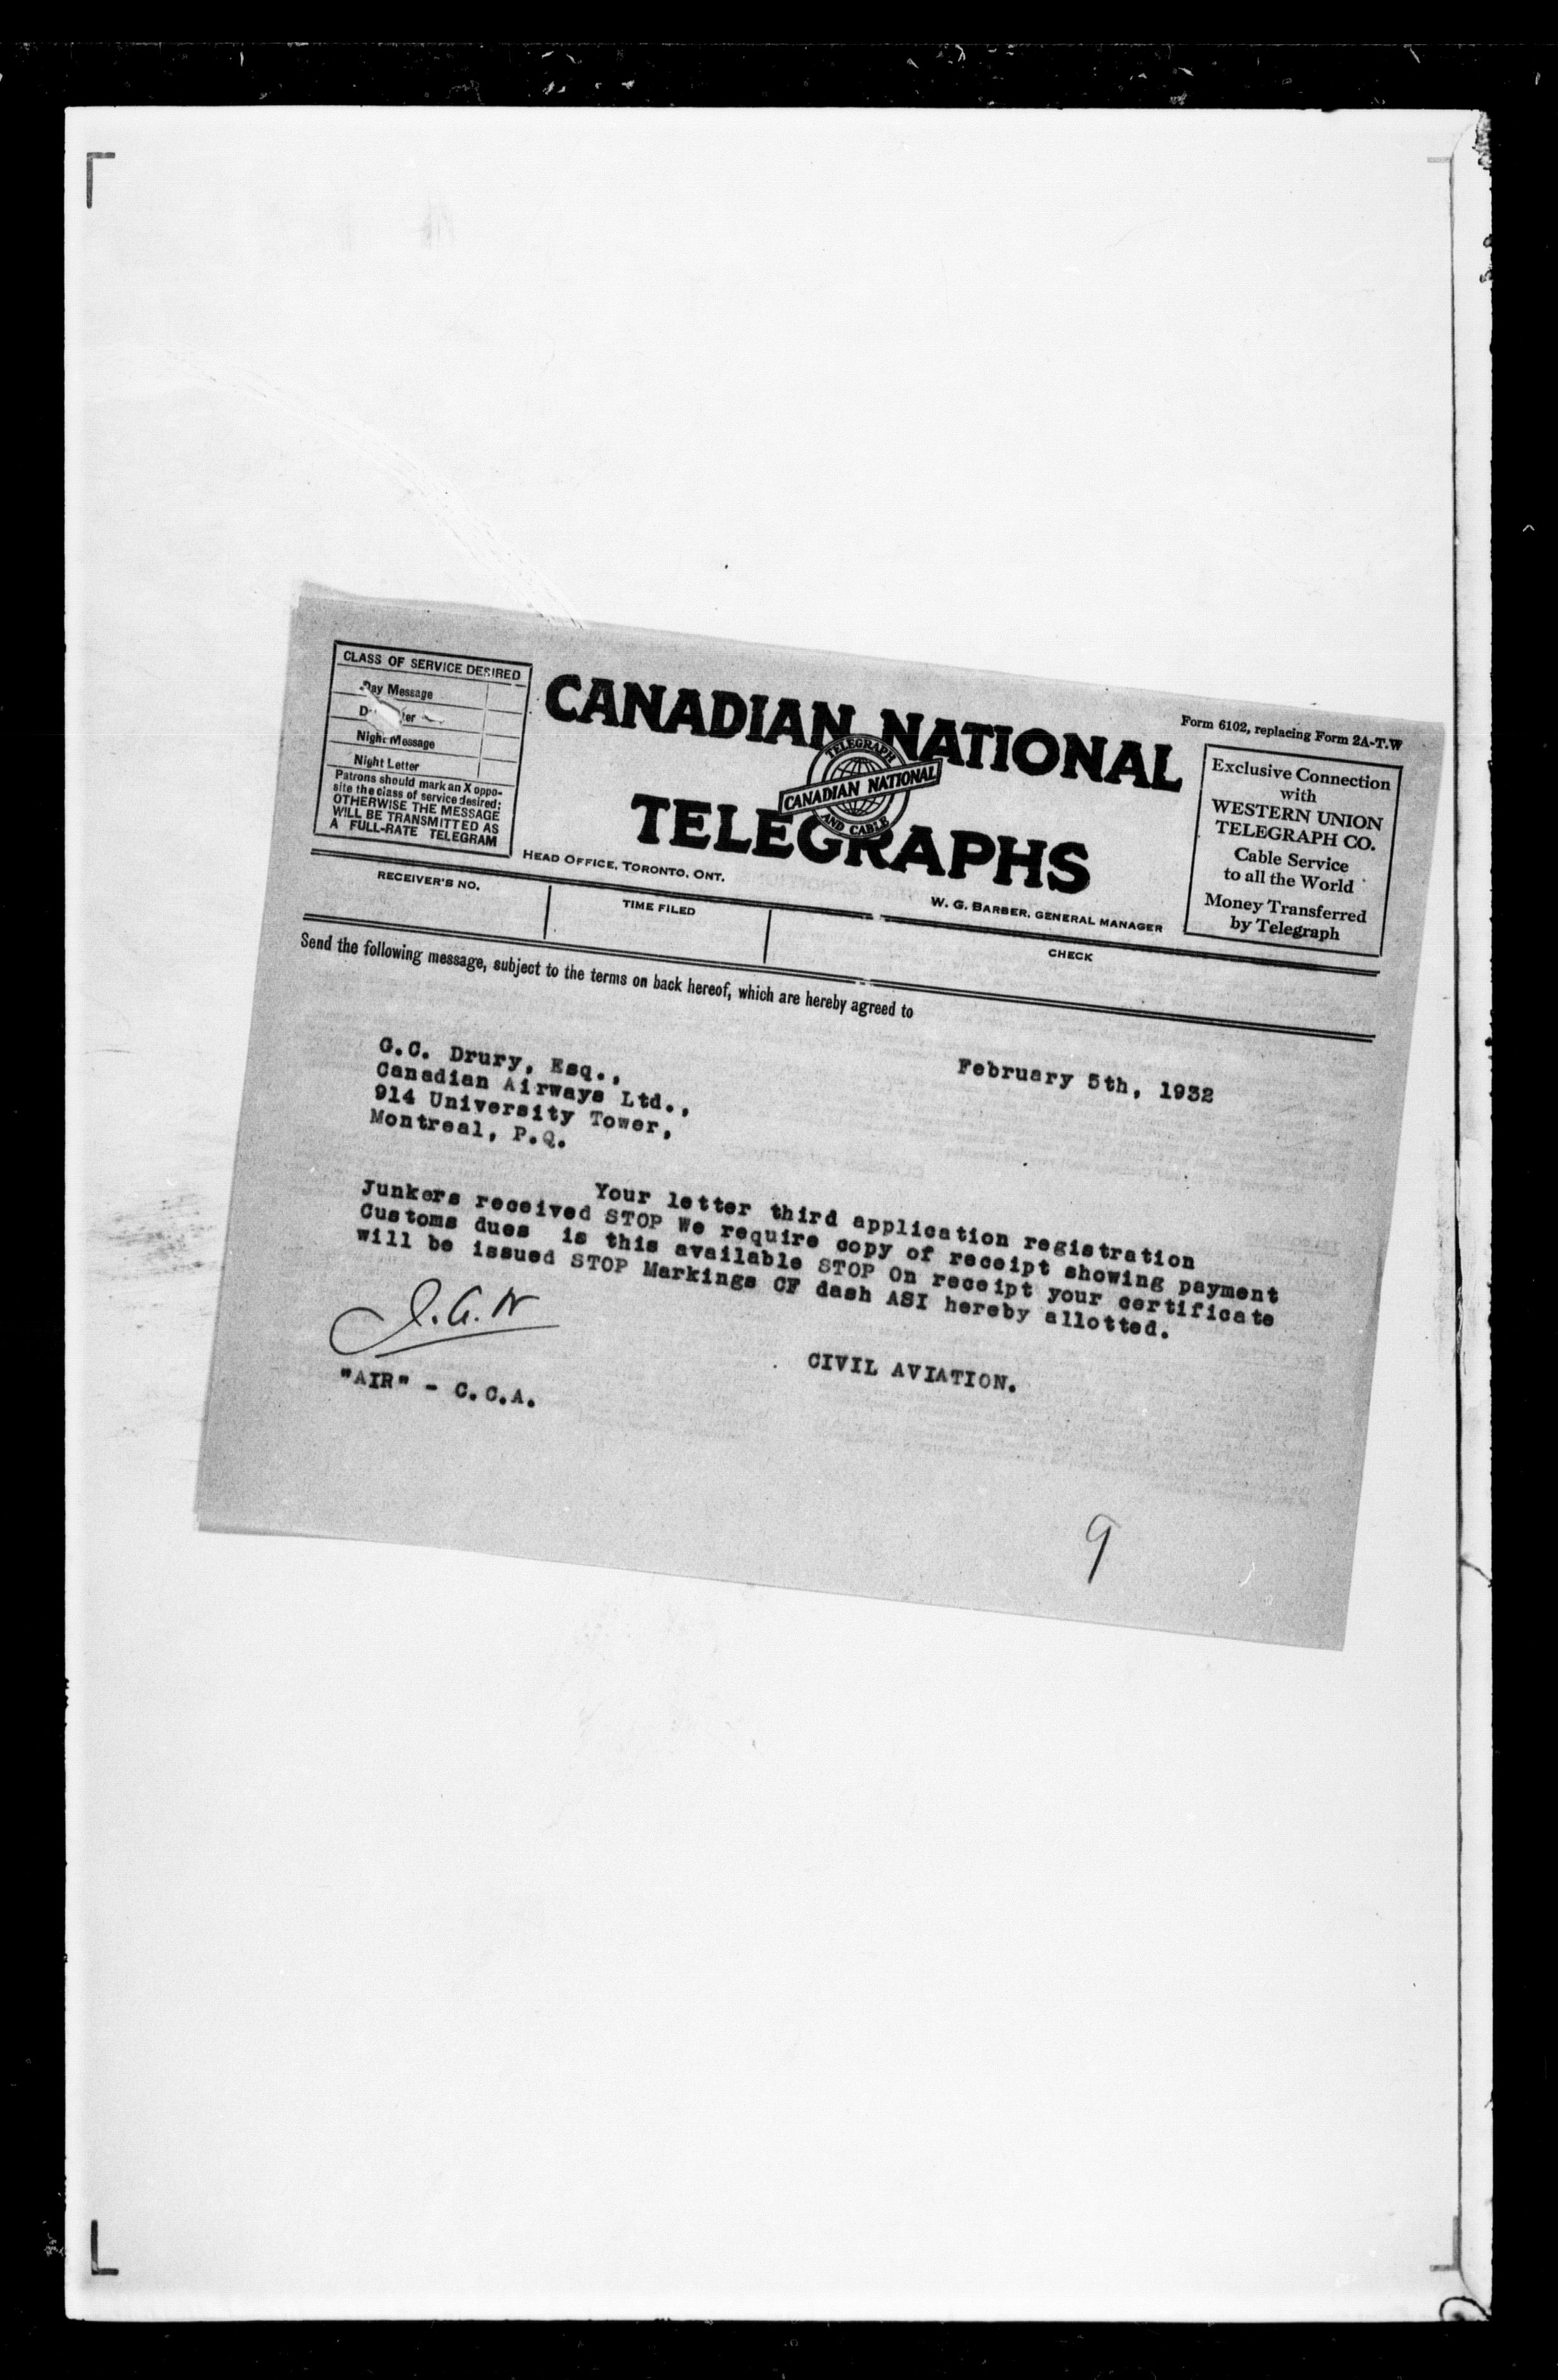 CLASS OF SERVICE DESIRED
Day Message
Night Message
Night Letter
Patrons should mark an X oppo-
site the class of service desired;
OTHERWISE THE MESSAGE
WILL BE TRANSMITTED AS
A FULL-RATE TELEGRAM
CANADIAN NATIONAL
TELEGRAPH
CANADIAN NATIONAL
AND CABLE
TELEGRAPHS
Form 6102, replacing Form 2A-T.W
Exclusive Connection
with
WESTERN UNION
TELEGRAPH CO.
Cable Service
to all the World
Money Transferred
by Telegraph
HEAD OFFICE, TORONTO, ONT.
W. G. BARBER, GENERAL MANAGER
RECEIVER'S NO.
TIME FILED
CHECK
Send the following message, subject to the terms on back hereof, which are hereby agreed to
February 5th, 1932
G.C. Drury, Esq.,
Canadian Airways Ltd.,
914 University Tower,
Montreal, P.Q.
Your letter third application registration
Junkers received STOP We require copy of receipt showing payment
Customs dues is this available STOP On receipt your certificate
will be issued STOP Markings CF dash ASI hereby allotted.
CIVIL AVIATION.
"AIR" - C.C.A.
9